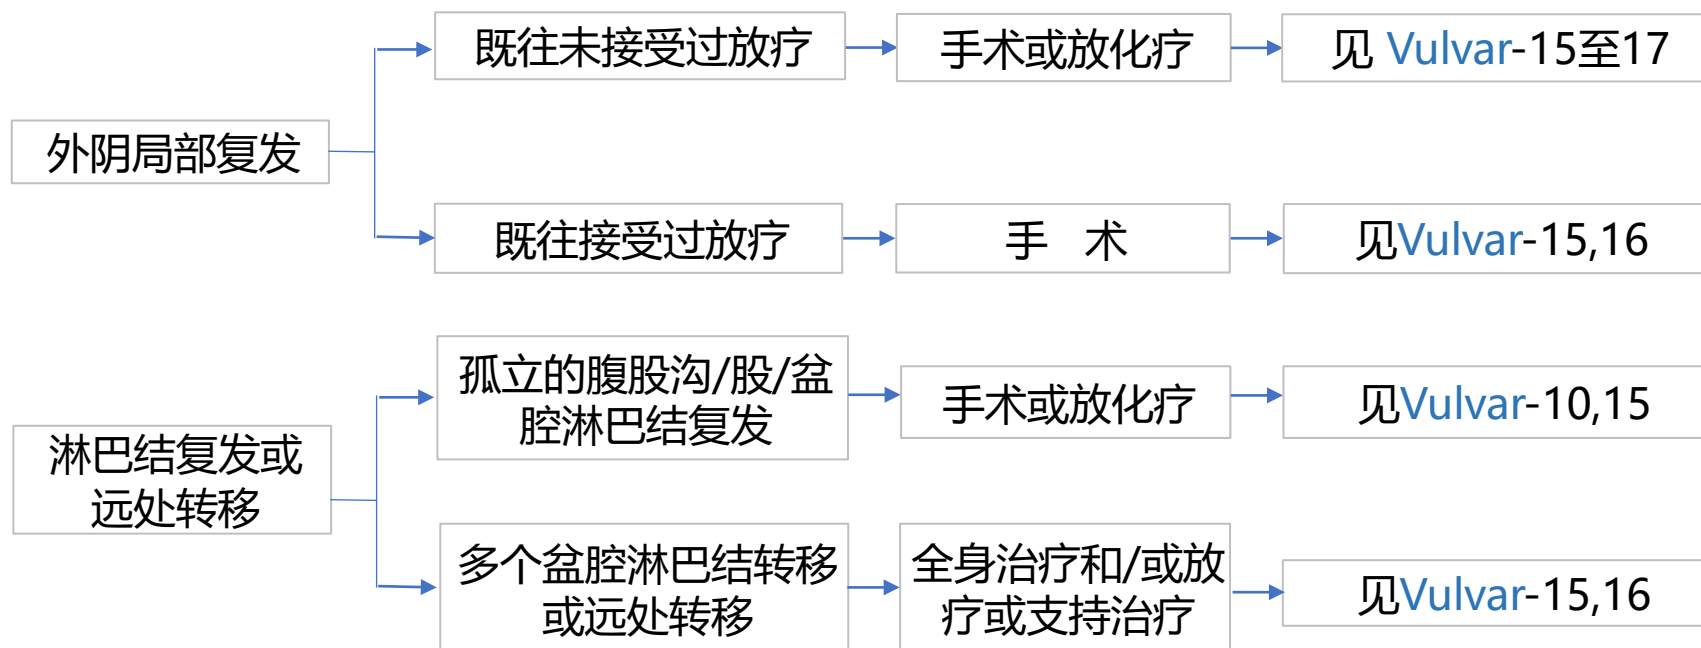 外阴局部复发
既往未接受过放疗
手术或放化疗
见 Vulvar-15至17
既往接受过放疗
手 术
见Vulvar-15,16
淋巴结复发或
远处转移
孤立的腹股沟/股/盆
腔淋巴结复发
手术或放化疗
见Vulvar-10,15
多个盆腔淋巴结转移
或远处转移
全身治疗和/或放
疗或支持治疗
见Vulvar-15,16